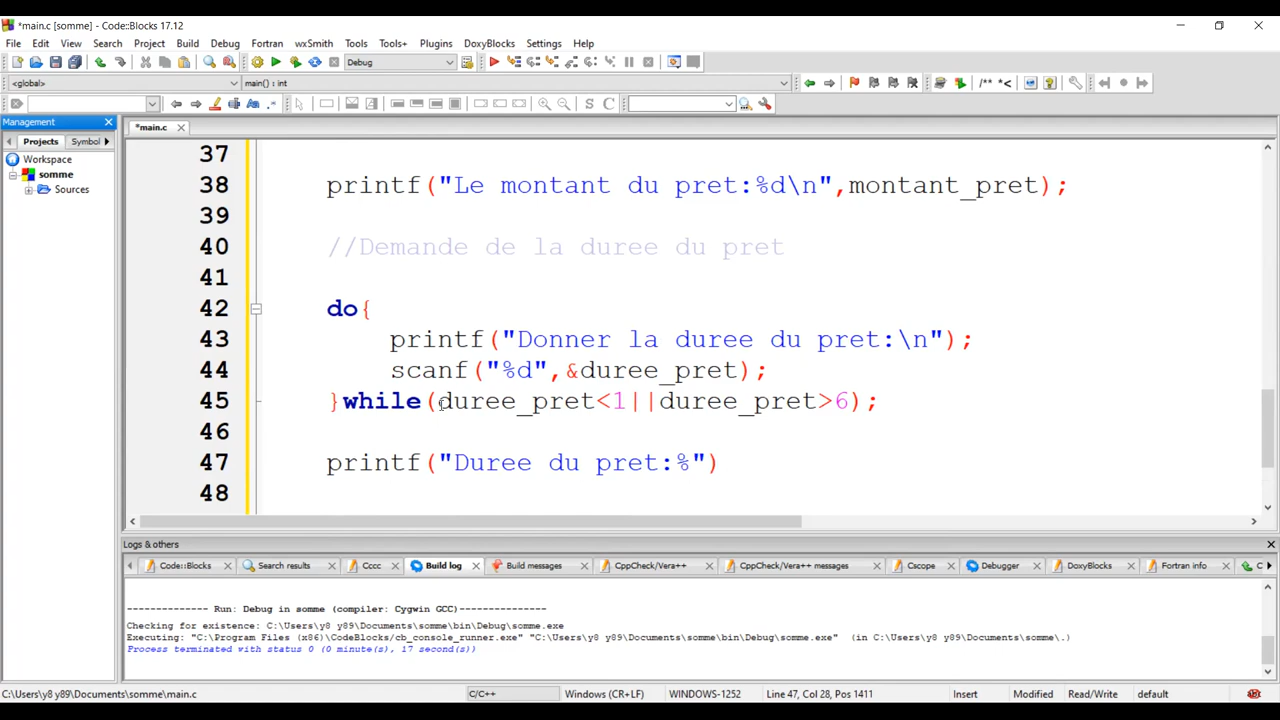 *main.c [somme] - Code::Blocks 17.12
File Edit View Search Project Build Debug Fortran wxSmith Tools Tools+ Plugins DoxyBlocks Settings Help
Debug
<global> main() : int
/** *<
S C
Management
*main.c
Projects Symbol
Workspace
somme
Sources
37
38 printf("Le montant du pret:%d\n",montant_pret);
39
40 //Demande de la duree du pret
41
42 do{
43 printf("Donner la duree du pret:\n");
44 scanf("%d",&duree_pret);
45 }while(duree_pret<1||duree_pret>6);
46
47 printf("Duree du pret:%")
48
Logs & others
Code::Blocks Search results Cccc Build log Build messages CppCheck/Vera++ CppCheck/Vera++ messages Cscope Debugger DoxyBlocks Fortran info C
-------------- Run: Debug in somme (compiler: Cygwin GCC)---------------
Checking for existence: C:\Users\y8 y89\Documents\somme\bin\Debug\somme.exe
Executing: "C:\Program Files (x86)\CodeBlocks/cb_console_runner.exe" "C:\Users\y8 y89\Documents\somme\bin\Debug\somme.exe" (in C:\Users\y8 y89\Documents\somme\.)
Process terminated with status 0 (0 minute(s), 17 second(s))
C:\Users\y8 y89\Documents\somme\main.c C/C++ Windows (CR+LF) WINDOWS-1252 Line 47, Col 28, Pos 1411 Insert Modified Read/Write default